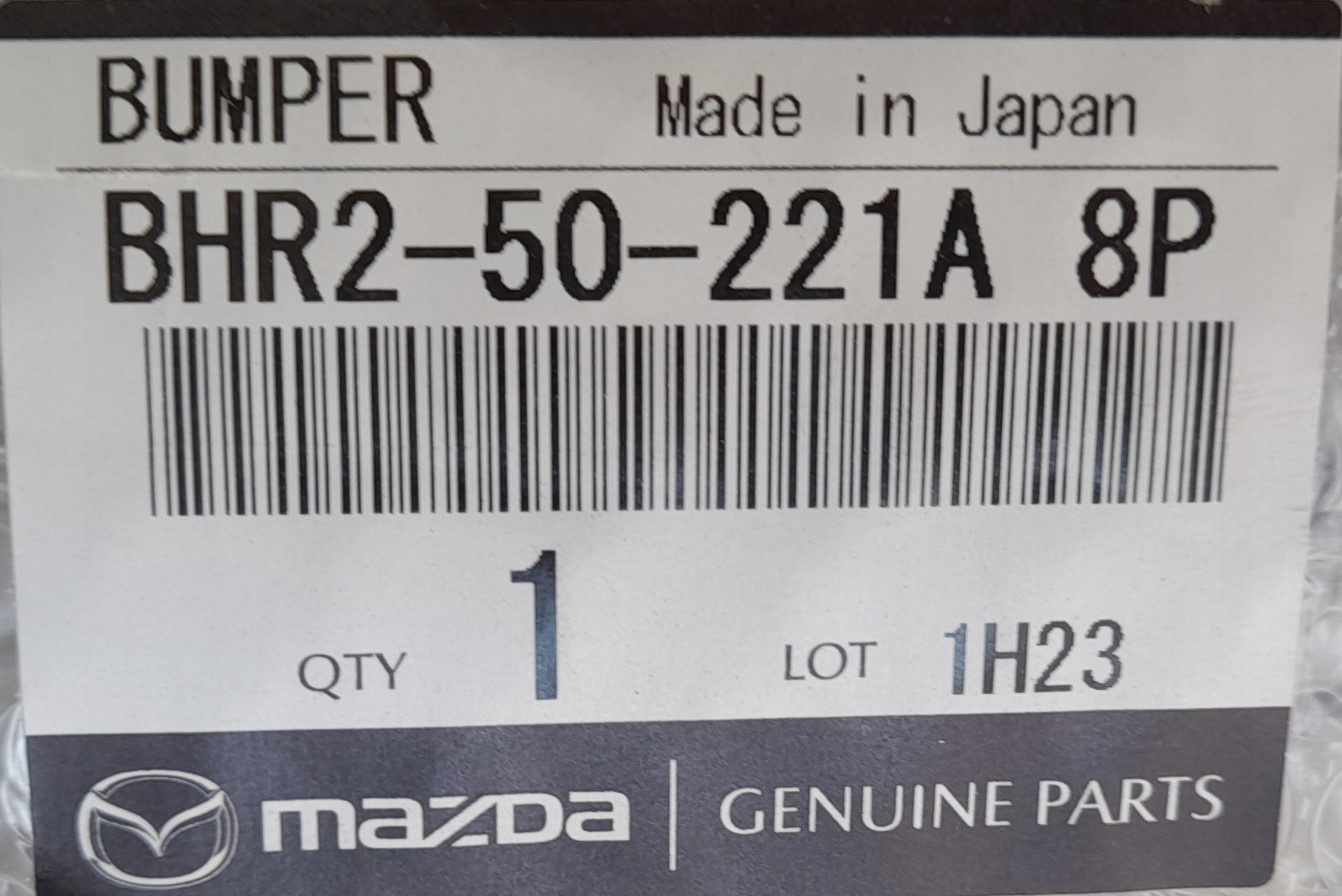 BUMPER Made in Japan
BHR2-50-221A 8P
QTY 1 LOT 1H23
mazda GENUINE PARTS